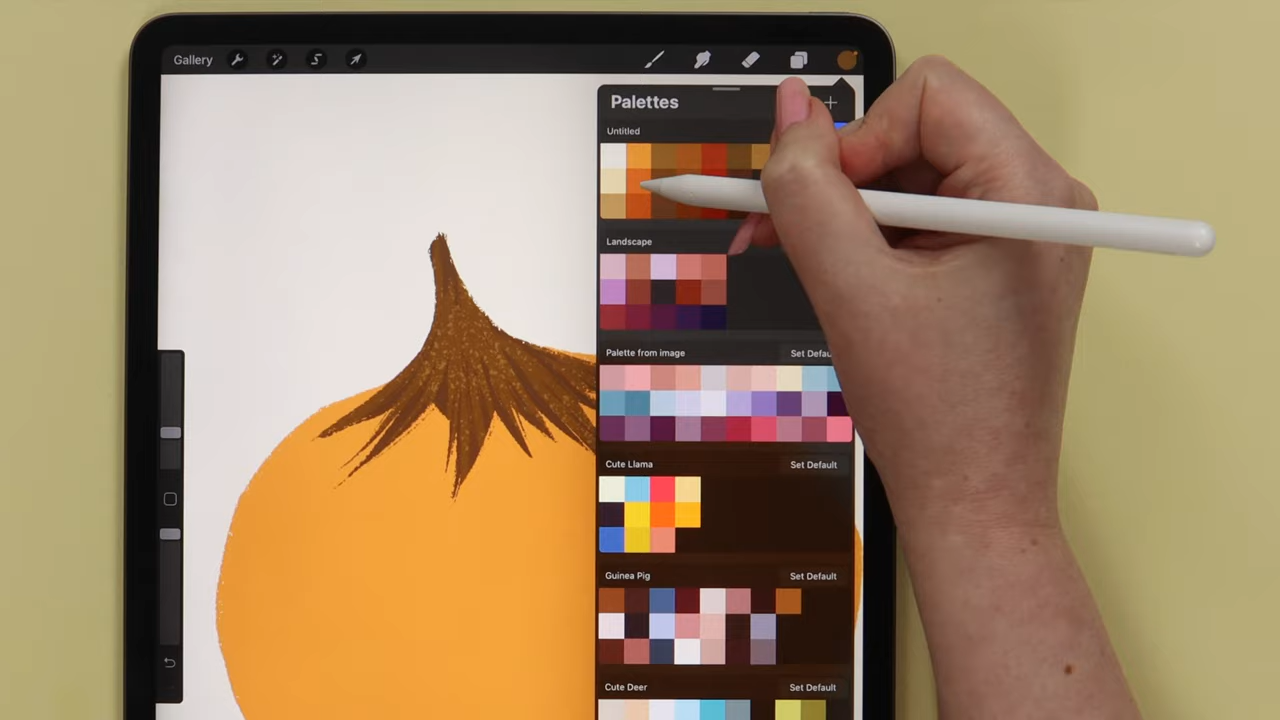 Gallery
Palettes
Untitled
Landscape
Palette from image
Set Defau
Cute Llama
Set Default
Guinea Pig
Set Default
Cute Deer
Set Default